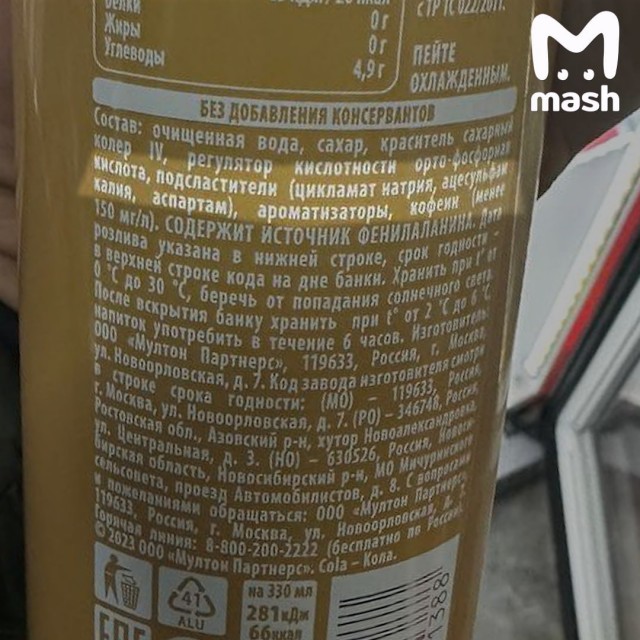 Белки
Жиры
0 г
Углеводы
0 г
4,9 г
с ТР ТС 022/2011.
ПЕЙТЕ
ОХЛАЖДЕННЫМ.
mash
БЕЗ ДОБАВЛЕНИЯ КОНСЕРВАНТОВ
Состав: очищенная вода, сахар, краситель сахарный
колер IV, регулятор кислотности орто-фосфорная
кислота, подсластители (цикламат натрия, ацесульфам
калия, аспартам), ароматизаторы, кофеин (менее
150 мг/л). СОДЕРЖИТ ИСТОЧНИК ФЕНИЛАЛАНИНА. Дата
розлива указана в нижней строке, срок годности –
в верхней строке кода на дне банки. Хранить при t° от
0 °C до 30 °C, беречь от попадания солнечного света.
После вскрытия банку хранить при t° от 2 °C до 6 °C,
напиток употребить в течение 6 часов. Изготовитель:
ООО «Мултон Партнерс», 119633, Россия, г. Москва,
ул. Новоорловская, д. 7. Код завода изготовителя смотри
в строке срока годности: (МО) – 119633, Россия,
г. Москва, ул. Новоорловская, д. 7. (РО) – 346748, Россия,
Ростовская обл., Азовский р-н, хутор Новоалександровка,
ул. Центральная, д. 3. (НО) – 630526, Россия, Новоси-
бирская область, Новосибирский р-н, МО Мичуринского
сельсовета, проезд Автомобилистов, д. 8. С вопросами
и пожеланиями обращаться: ООО «Мултон Партнерс»,
119633, Россия, г. Москва, ул. Новоорловская, д. 7.
Горячая линия: 8-800-200-2222 (бесплатно по России).
© 2023 ООО «Мултон Партнерс». Cola – Кола.
41
ALU
на 330 мл
281кДж
66ккал